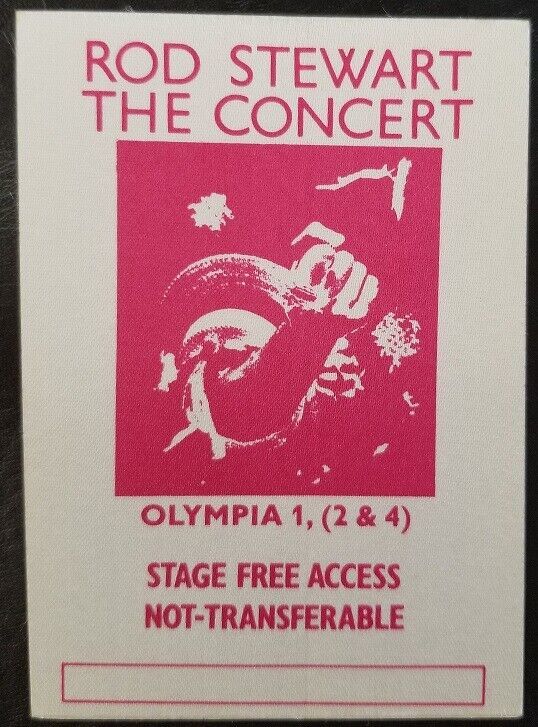 ROD STEWART
THE CONCERT
OLYMPIA 1, (2 & 4)
STAGE FREE ACCESS
NOT-TRANSFERABLE